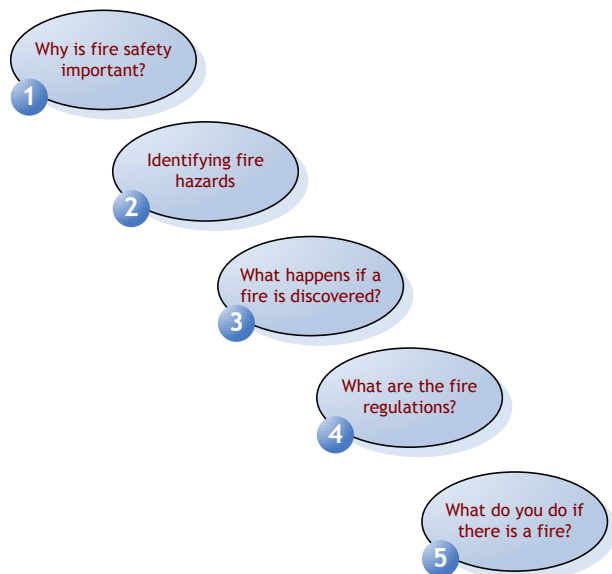 Why is fire safety
important?
1
Identifying fire
hazards
2
What happens if a
fire is discovered?
3
What are the fire
regulations?
4
What do you do if
there is a fire?
5